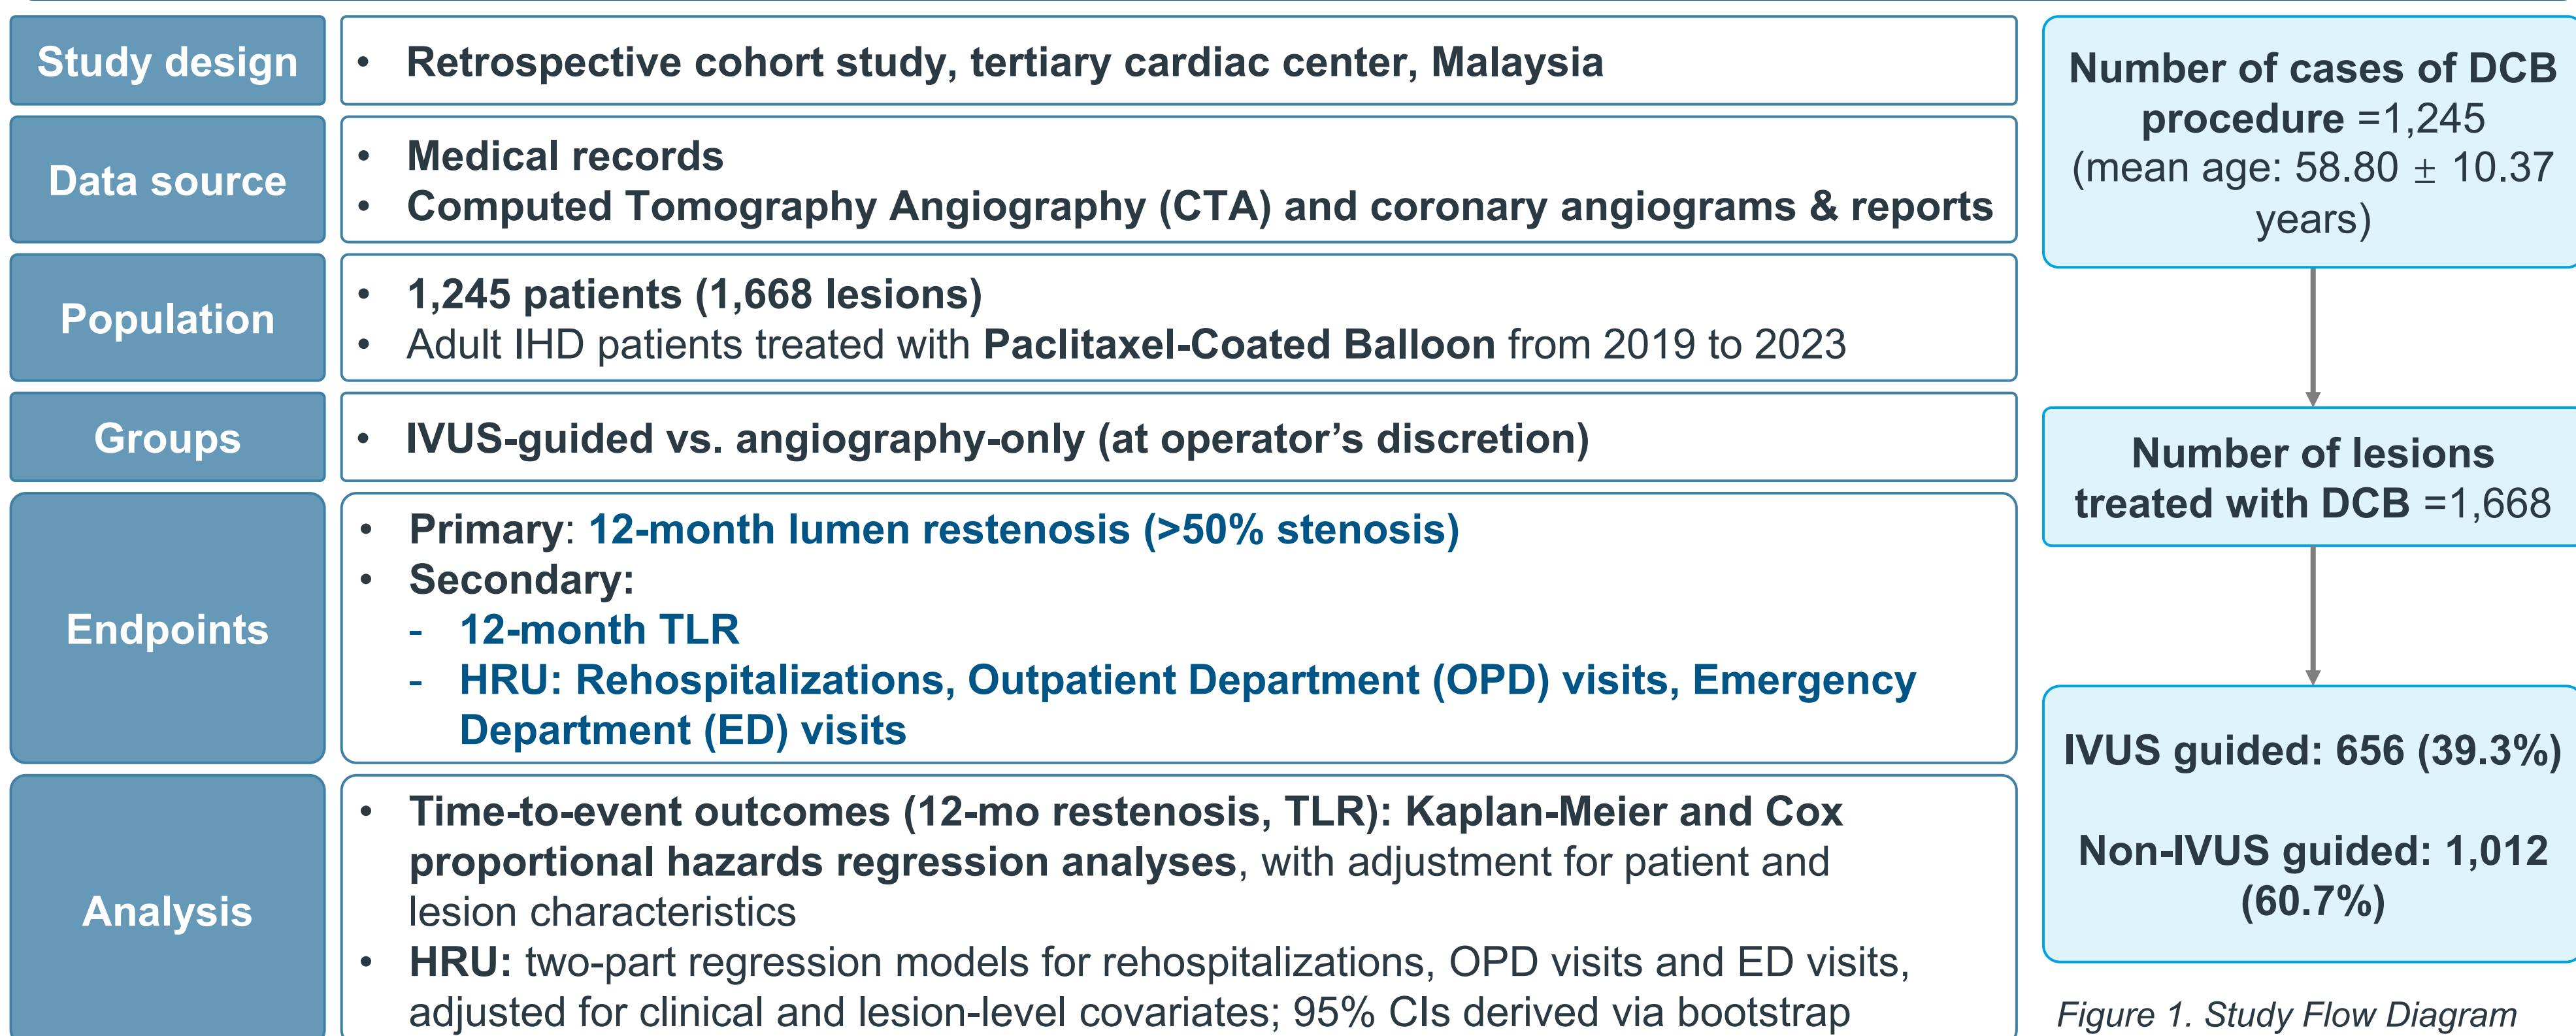 Study design
• Retrospective cohort study, tertiary cardiac center, Malaysia
Data source
• Medical records
• Computed Tomography Angiography (CTA) and coronary angiograms & reports
Population
• 1,245 patients (1,668 lesions)
• Adult IHD patients treated with Paclitaxel-Coated Balloon from 2019 to 2023
Groups
• IVUS-guided vs. angiography-only (at operator’s discretion)
Endpoints
• Primary: 12-month lumen restenosis (>50% stenosis)
• Secondary:
- 12-month TLR
- HRU: Rehospitalizations, Outpatient Department (OPD) visits, Emergency
Department (ED) visits
Analysis
• Time-to-event outcomes (12-mo restenosis, TLR): Kaplan-Meier and Cox
proportional hazards regression analyses, with adjustment for patient and
lesion characteristics
• HRU: two-part regression models for rehospitalizations, OPD visits and ED visits,
adjusted for clinical and lesion-level covariates; 95% CIs derived via bootstrap
Number of cases of DCB
procedure =1,245
(mean age: 58.80 ± 10.37
years)
Number of lesions
treated with DCB =1,668
IVUS guided: 656 (39.3%)
Non-IVUS guided: 1,012
(60.7%)
Figure 1. Study Flow Diagram